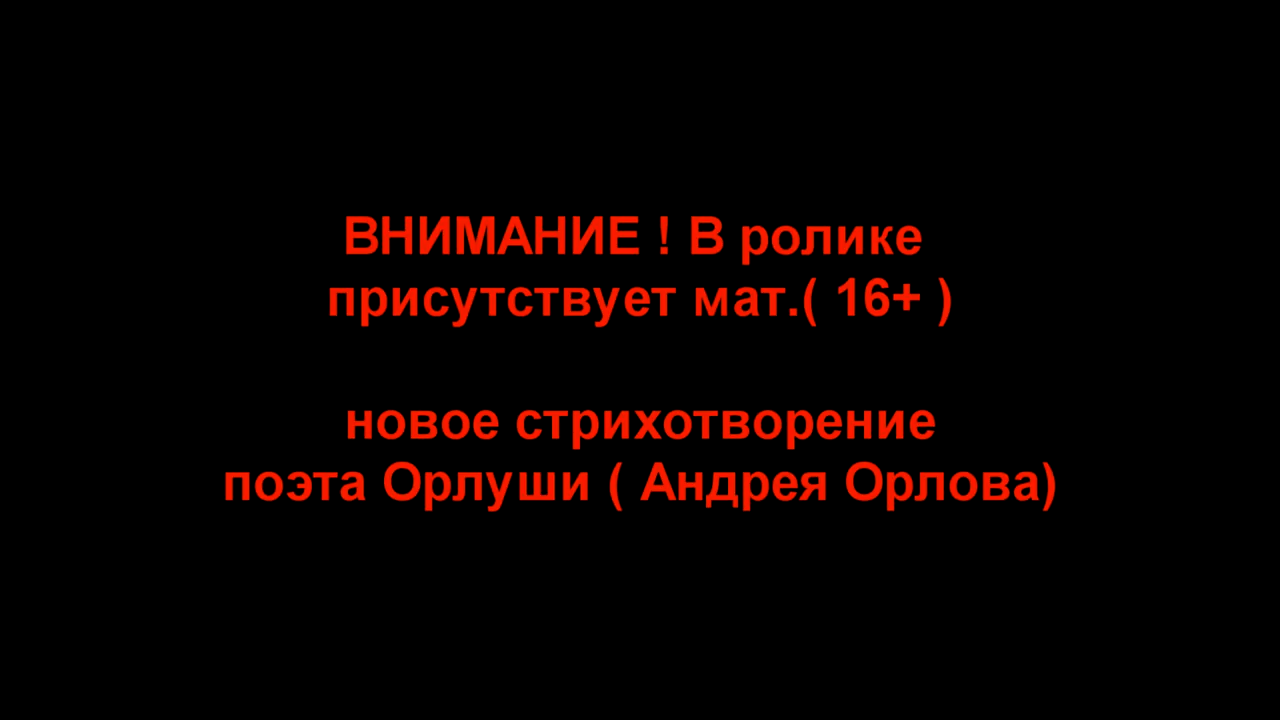 ВНИМАНИЕ ! В ролике
присутствует мат.( 16+ )
новое стрихотворение
поэта Орлуши ( Андрея Орлова)